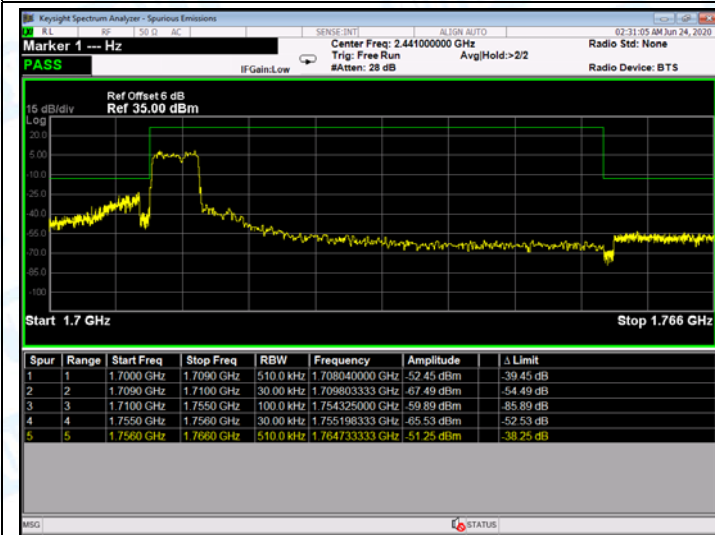 Keysight Spectrum Analyzer - Spurious Emissions
RL RF 50 Ω AC SENSE:INT ALIGN AUTO 02:31:05 AM Jun 24, 2020
Marker 1 --- Hz Center Freq: 2.441000000 GHz Radio Std: None
Trig: Free Run Avg|Hold:>2/2
PASS IFGain:Low #Atten: 28 dB Radio Device: BTS
Ref Offset 6 dB
15 dB/div Ref 35.00 dBm
Log
20.0
5.00
-10.0
-25.0
-40.0
-55.0
-70.0
-85.0
-100
Start 1.7 GHz Stop 1.766 GHz
Spur Range Start Freq Stop Freq RBW Frequency Amplitude Δ Limit
1 1 1.7000 GHz 1.7090 GHz 510.0 kHz 1.708040000 GHz -52.45 dBm -39.45 dB
2 2 1.7090 GHz 1.7100 GHz 30.00 kHz 1.709803333 GHz -67.49 dBm -54.49 dB
3 3 1.7100 GHz 1.7550 GHz 100.0 kHz 1.754325000 GHz -59.89 dBm -85.89 dB
4 4 1.7550 GHz 1.7560 GHz 30.00 kHz 1.755198333 GHz -65.53 dBm -52.53 dB
5 5 1.7560 GHz 1.7660 GHz 510.0 kHz 1.764733333 GHz -51.25 dBm -38.25 dB
MSG STATUS